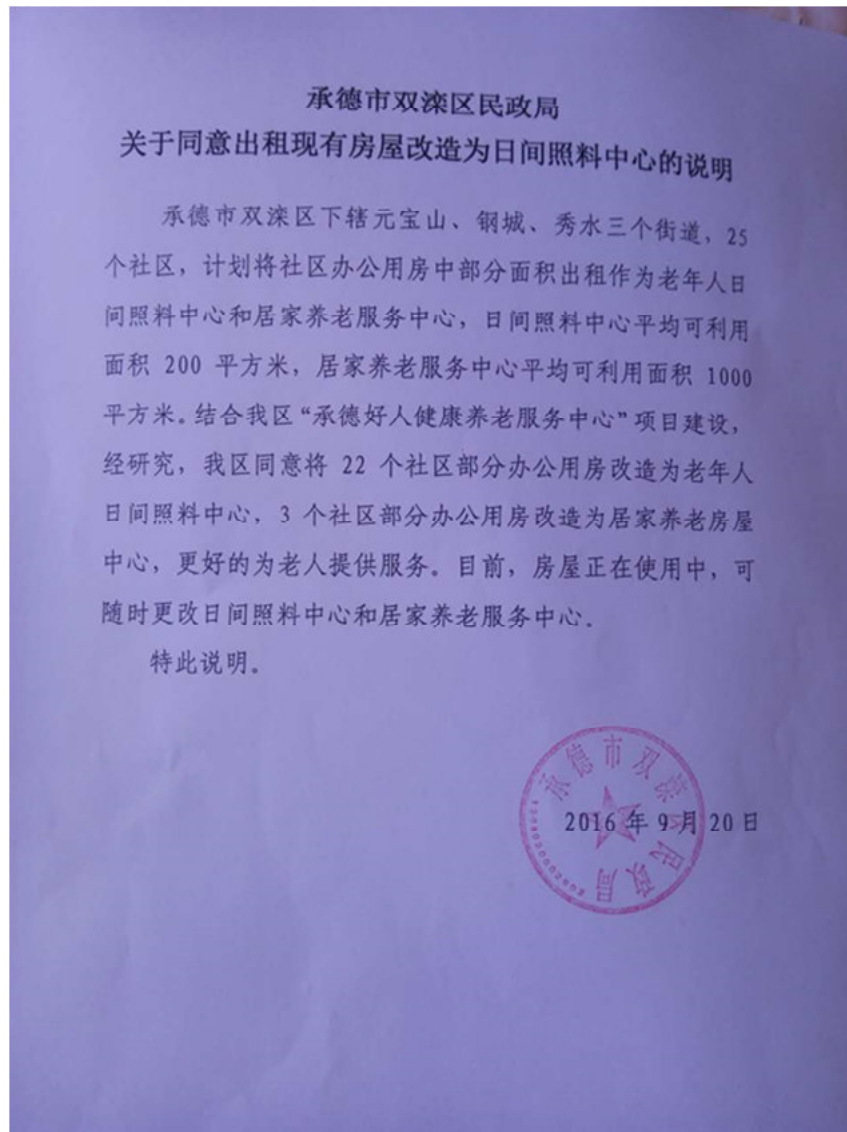 承德市双滦区民政局
关于同意出租现有房屋改造为日间照料中心的说明
承德市双滦区下辖元宝山、钢城、秀水三个街道，25
个社区，计划将社区办公用房中部分面积出租作为老年人日
间照料中心和居家养老服务中心，日间照料中心平均可利用
面积 200 平方米，居家养老服务中心平均可利用面积 1000
平方米。结合我区“承德好人健康养老服务中心”项目建设，
经研究，我区同意将 22 个社区部分办公用房改造为老年人
日间照料中心，3 个社区部分办公用房改造为居家养老房屋
中心，更好的为老人提供服务。目前，房屋正在使用中，可
随时更改日间照料中心和居家养老服务中心。
特此说明。
承德市双滦区民政局
2016 年 9 月 20 日